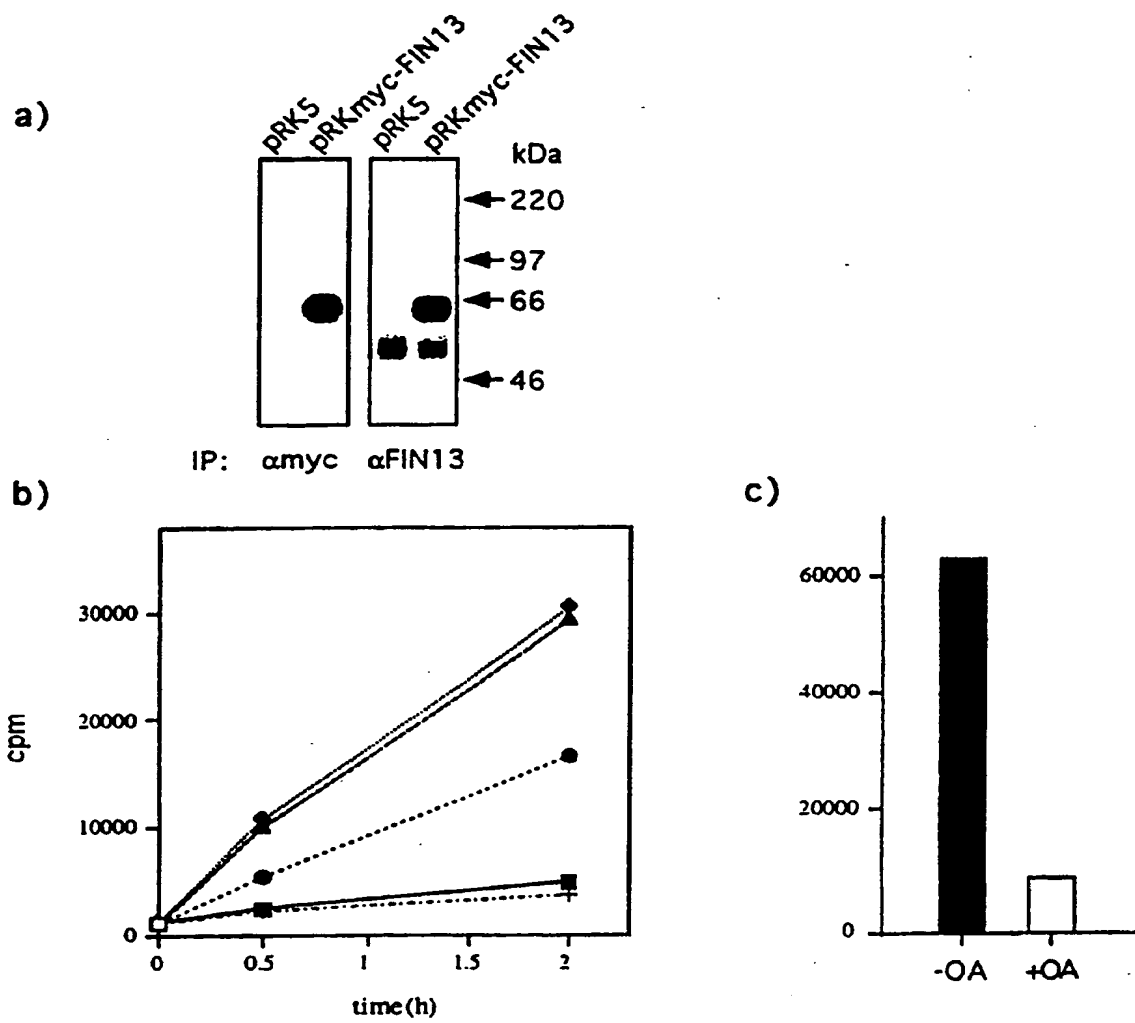 a)
pRK5
pRKmyc-FIN13
pRK5
pRKmyc-FIN13
kDa
220
97
66
46
IP: αmyc αFIN13
b)
30000
20000
10000
0
cpm
0 0.5 1 1.5 2
time(h)
c)
60000
40000
20000
0
-OA +OA